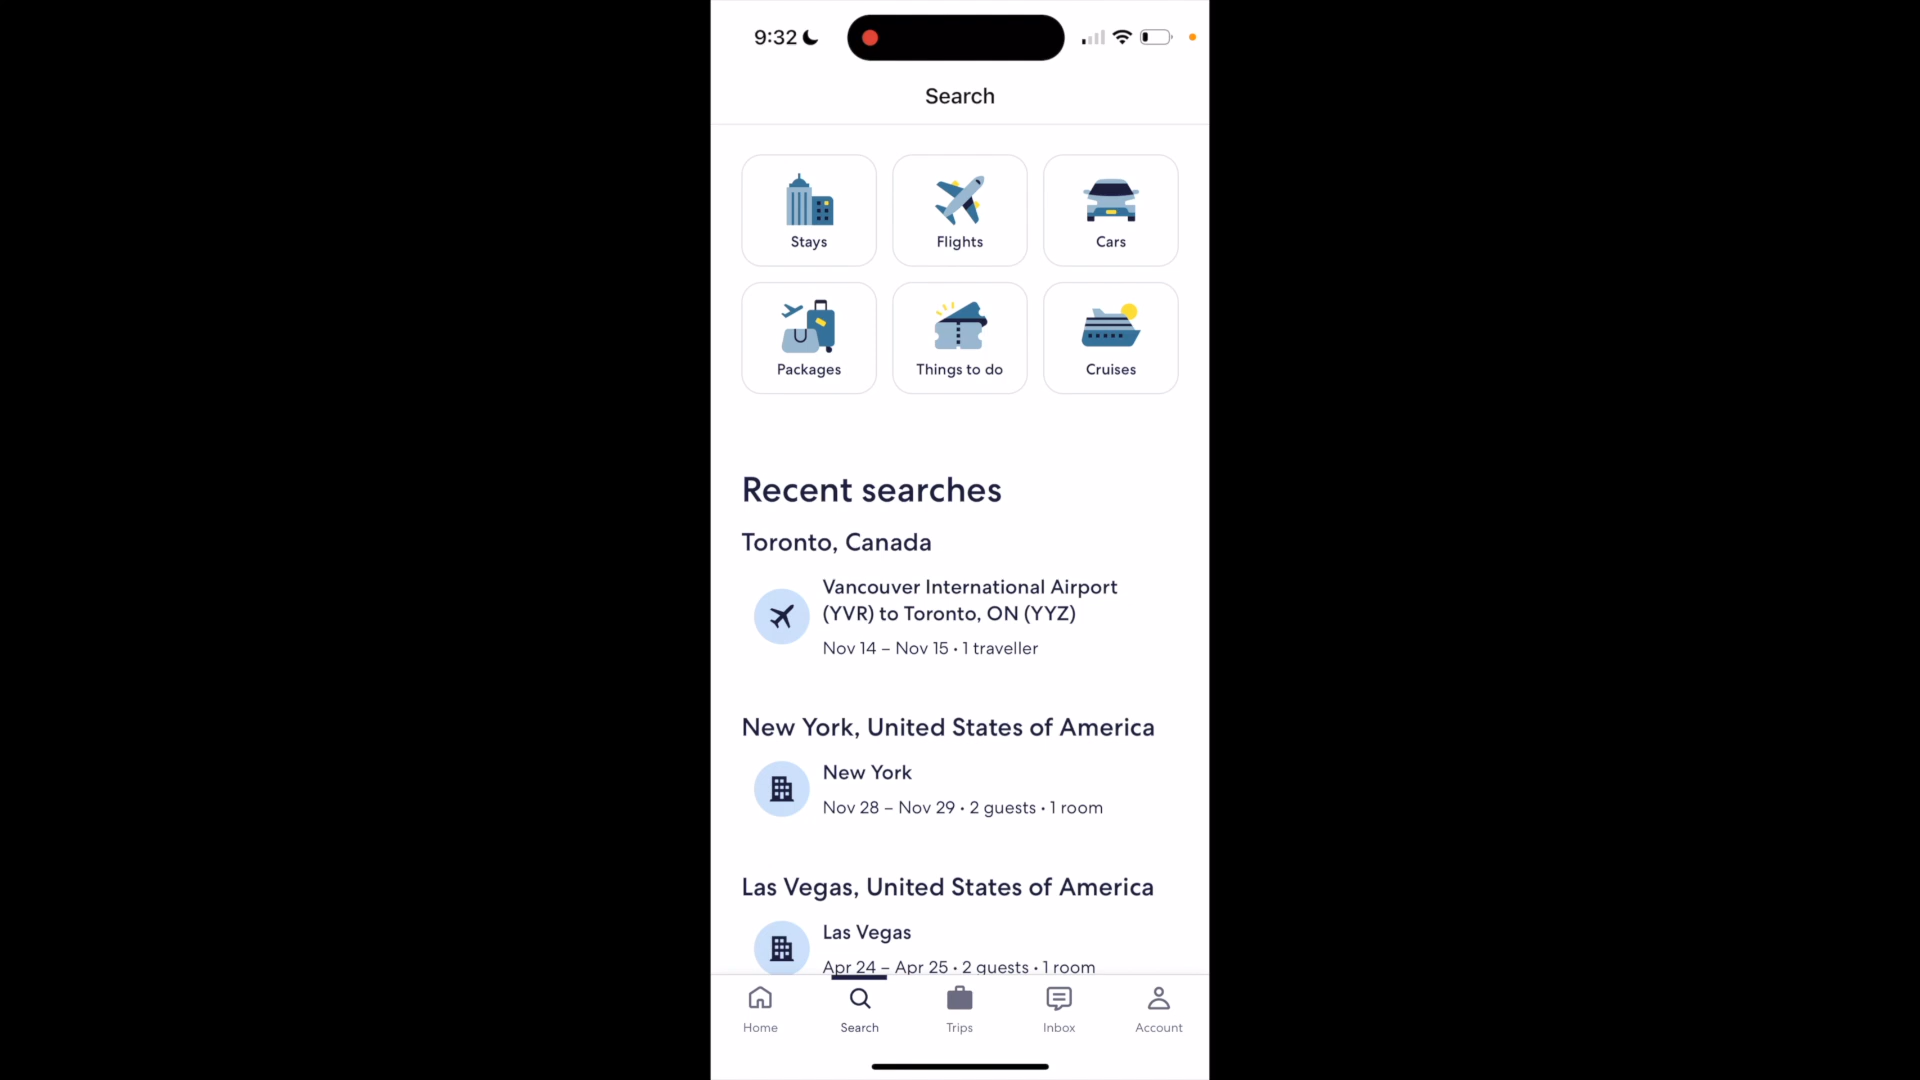 9:32
Search
Stays
Flights
Cars
Packages
Things to do
Cruises
Recent searches
Toronto, Canada
Vancouver International Airport
(YVR) to Toronto, ON (YYZ)
Nov 14 – Nov 15 • 1 traveller
New York, United States of America
New York
Nov 28 – Nov 29 • 2 guests • 1 room
Las Vegas, United States of America
Las Vegas
Apr 24 – Apr 25 • 2 guests • 1 room
Home
Search
Trips
Inbox
Account